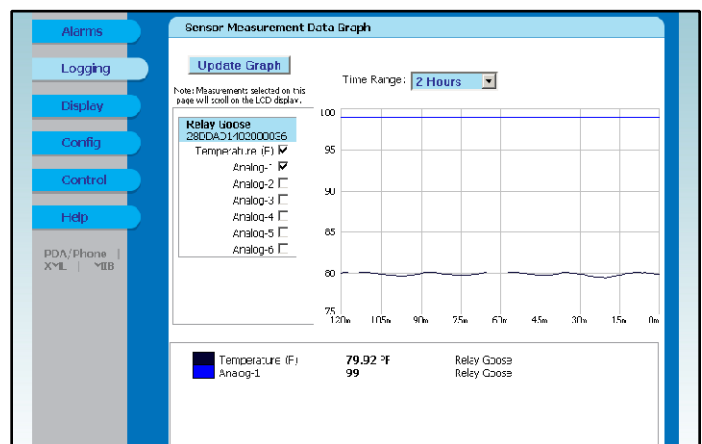 Alarms
Logging
Display
Config
Control
Help
PDA/Phone |
XML | MIB
Sensor Measurement Data Graph
Update Graph
Time Range: 2 Hours
Note: Measurements selected on this
page will scroll on the LCD display.
Relay Goose
28DDAD1402000036
Temperature (F)
Analog-1
Analog-2
Analog-3
Analog-4
Analog-5
Analog-6
100
95
90
85
80
75
120m 105m 90m 75m 60m 45m 30m 15m 0m
Temperature (F) 79.92 °F Relay Goose
Analog-1 99 Relay Goose